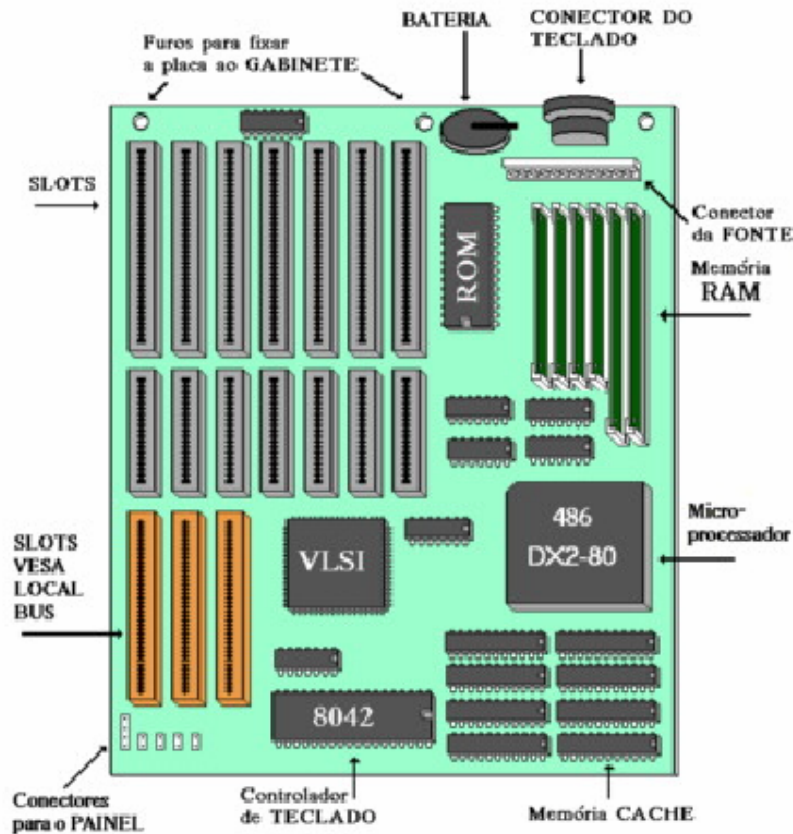 BATERIA
CONECTOR DO
TECLADO
Furos para fixar
a placa ao GABINETE
SLOTS
Conector
da FONTE
ROM
Memória
RAM
486
DX2-80
Micro-
processador
VLSI
SLOTS
VESA
LOCAL
BUS
8042
Conectores
para o PAINEL
Controlador
de TECLADO
Memória CACHE